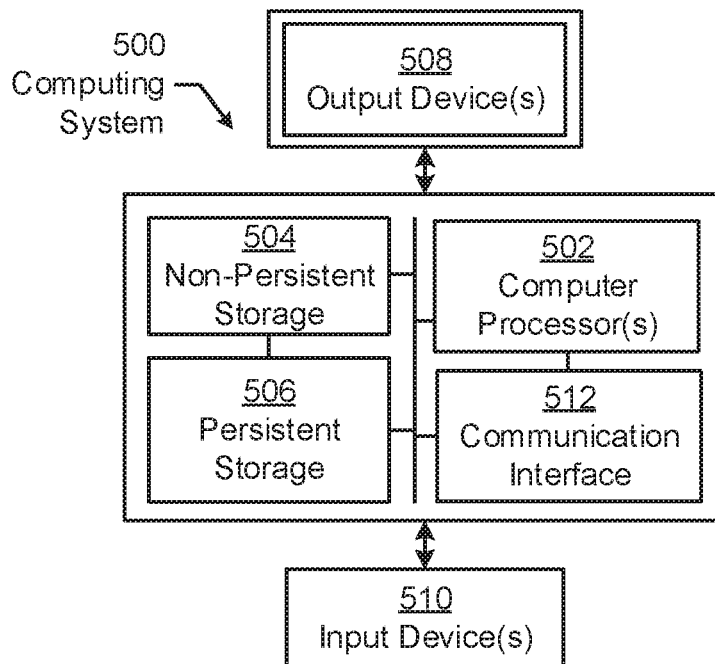 500
Computing
System
508
Output Device(s)
504
Non-Persistent
Storage
502
Computer
Processor(s)
506
Persistent
Storage
512
Communication
Interface
510
Input Device(s)